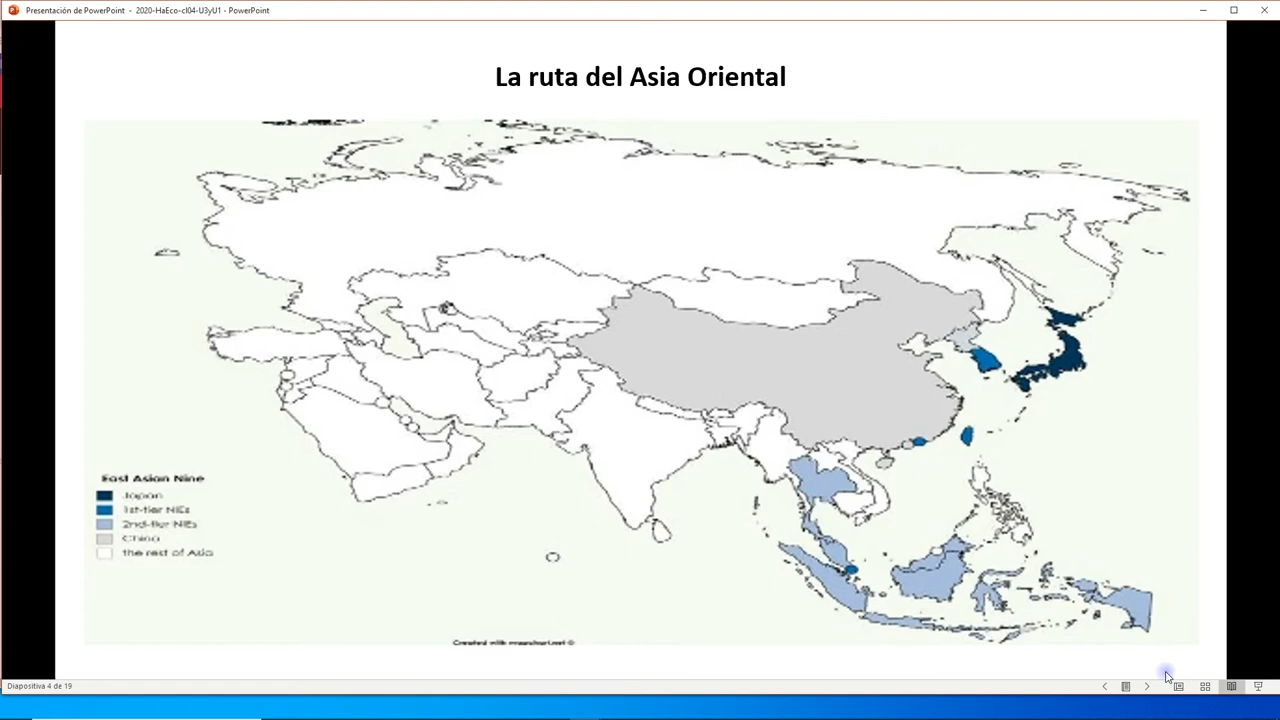 Presentación de PowerPoint - 2020-HaEco-cl04-U3yU1 - PowerPoint
La ruta del Asia Oriental
East Asian Nine
Japan
1st-tier NIEs
2nd-tier NIEs
China
the rest of Asia
Created with mapchart.net ©
Diapositiva 4 de 19